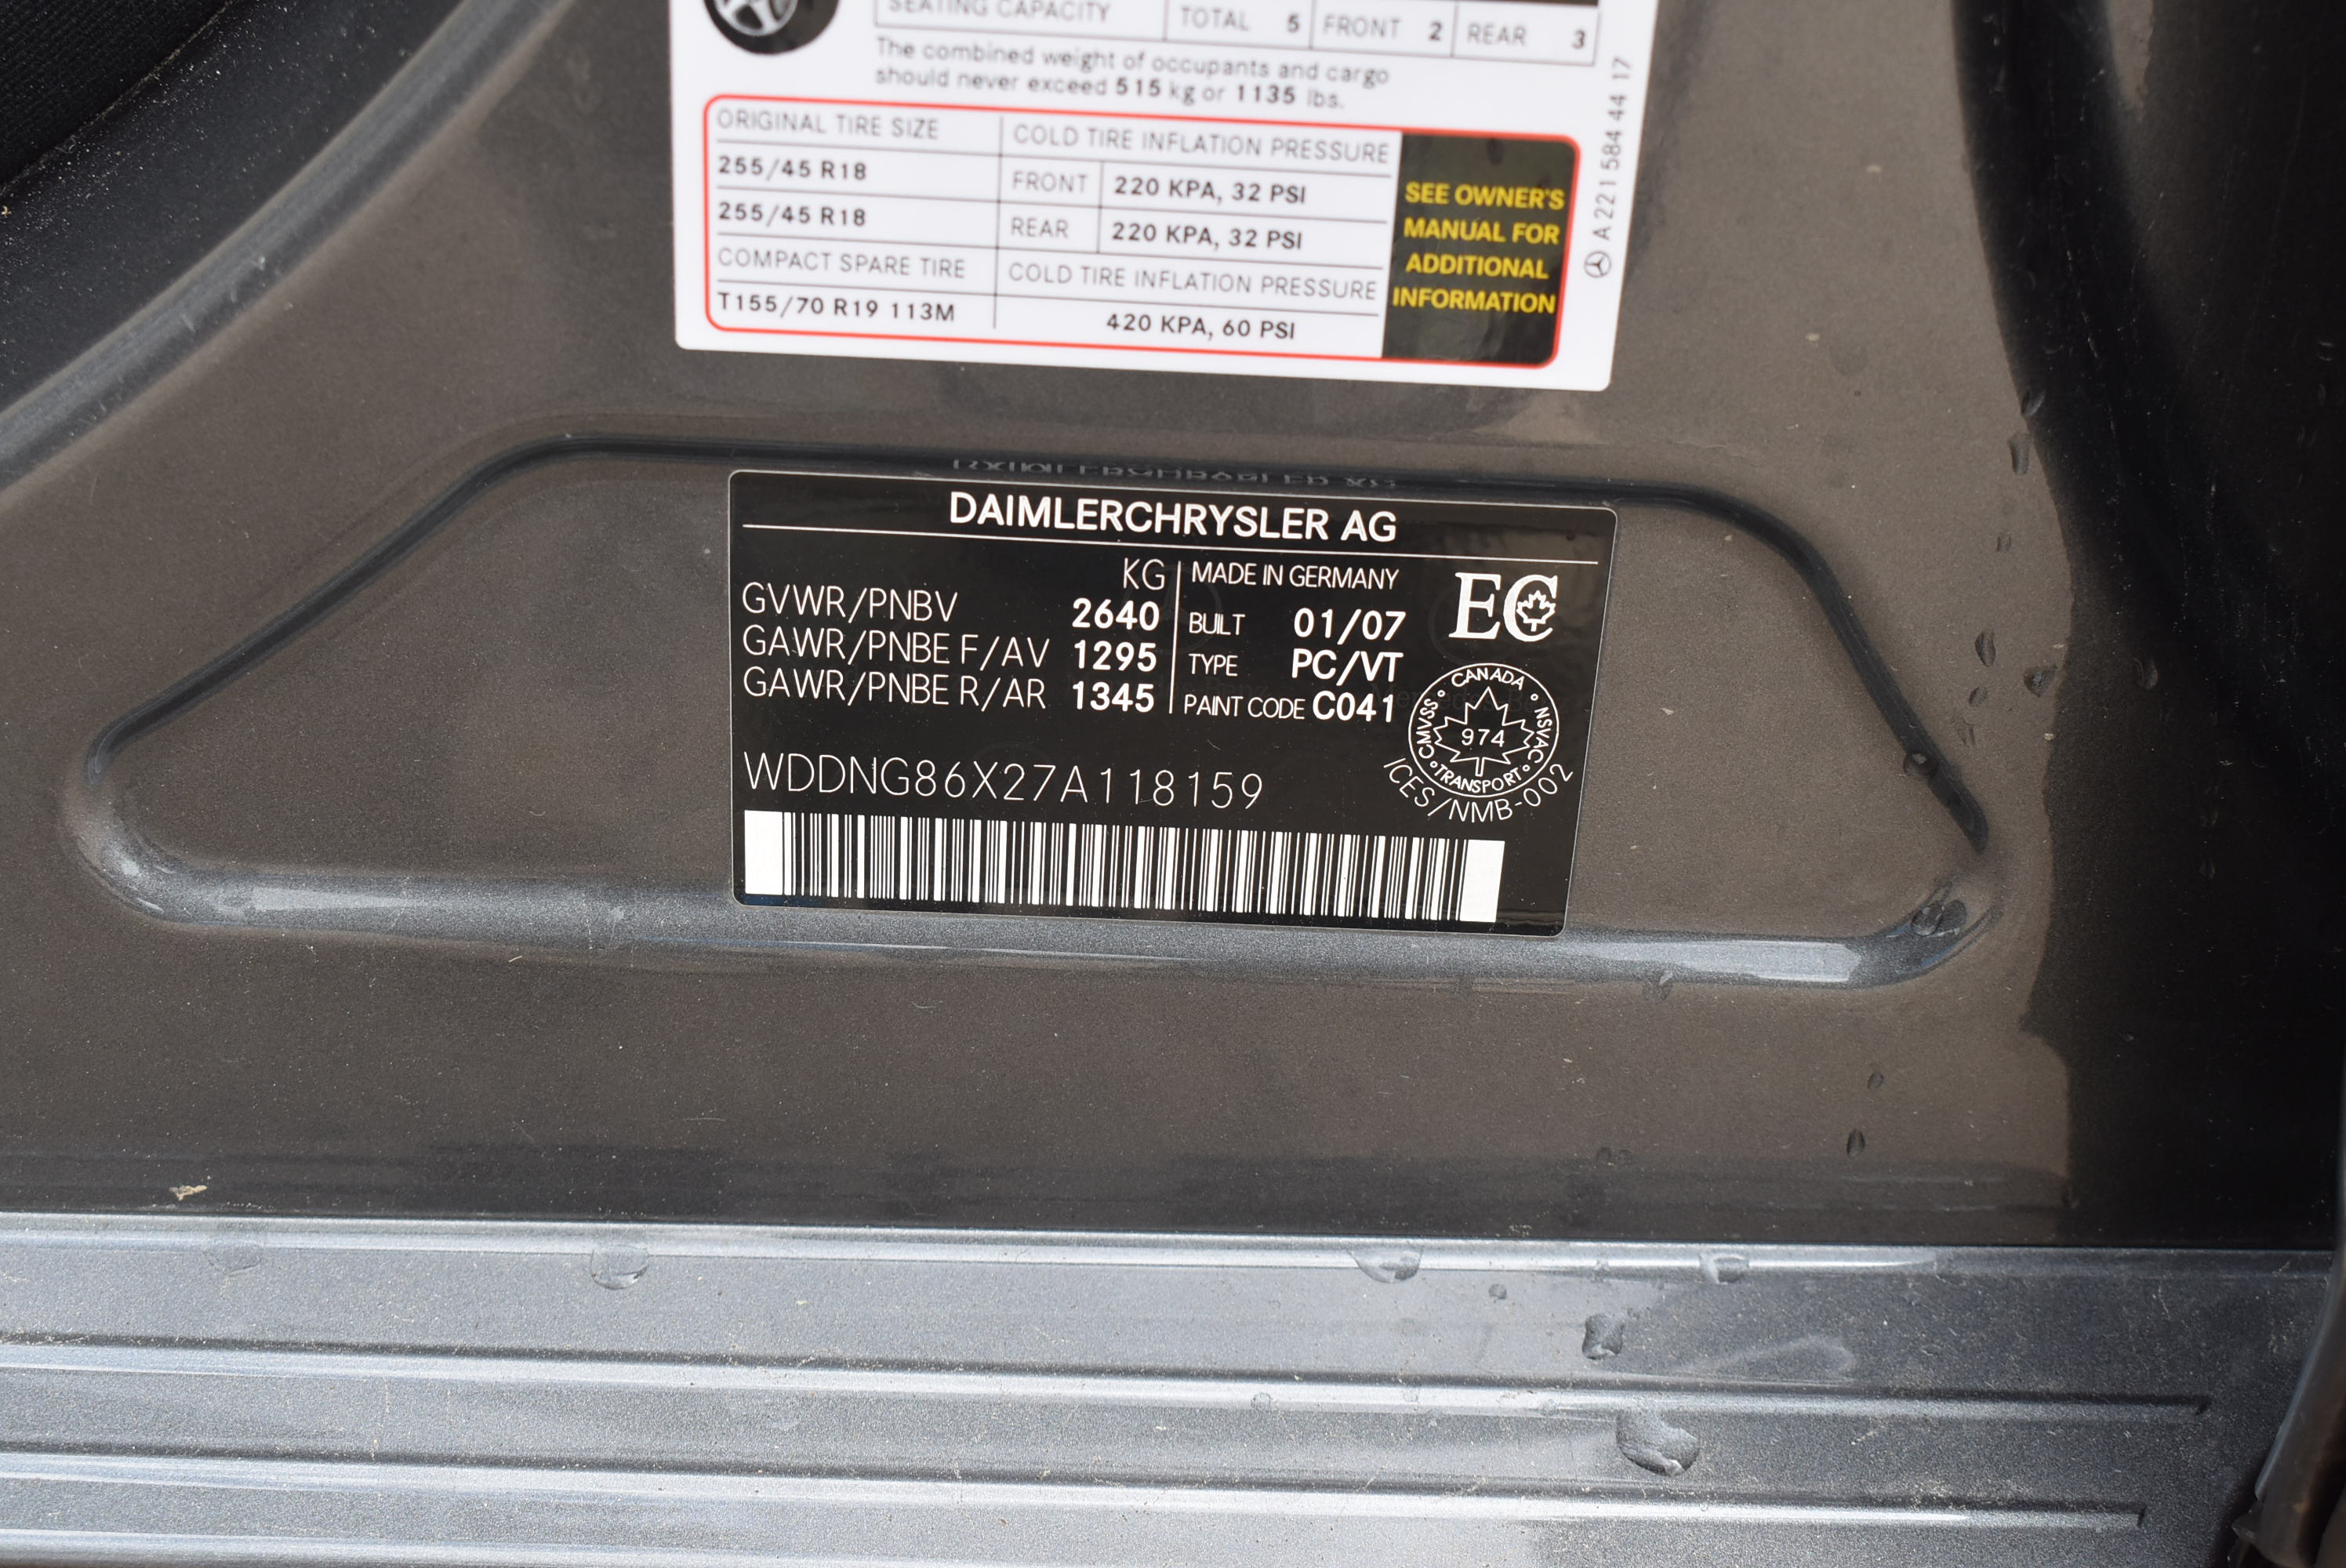 SEATING CAPACITY TOTAL 5 FRONT 2 REAR 3
The combined weight of occupants and cargo
should never exceed 515 kg or 1135 lbs.
ORIGINAL TIRE SIZE COLD TIRE INFLATION PRESSURE
255/45 R18 FRONT 220 KPA, 32 PSI
255/45 R18 REAR 220 KPA, 32 PSI
COMPACT SPARE TIRE COLD TIRE INFLATION PRESSURE
T155/70 R19 113M 420 KPA, 60 PSI
SEE OWNER'S
MANUAL FOR
ADDITIONAL
INFORMATION
A 221 584 44 17
DAIMLERCHRYSLER AG
KG MADE IN GERMANY
GVWR/PNBV 2640 BUILT 01/07
GAWR/PNBE F/AV 1295 TYPE PC/VT
GAWR/PNBE R/AR 1345 PAINT CODE C041
EC
CANADA
CMVSS NSVAC
974
TRANSPORT
ICES/NMB-002
WDDNG86X27A118159